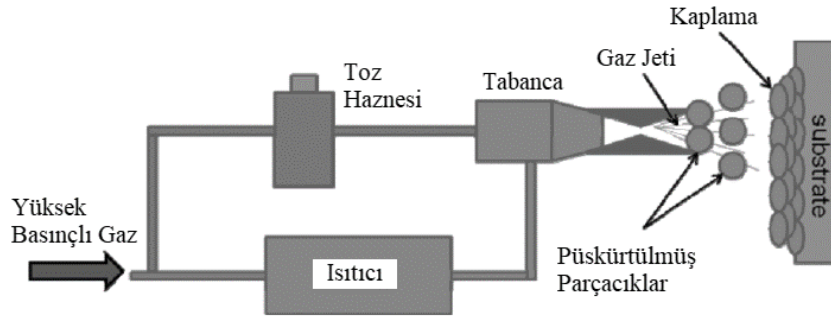 Kaplama
Gaz Jeti
Toz
Haznesi
Tabanca
substrate
Yüksek
Basınçlı Gaz
Isıtıcı
Püskürtülmüş
Parçacıklar